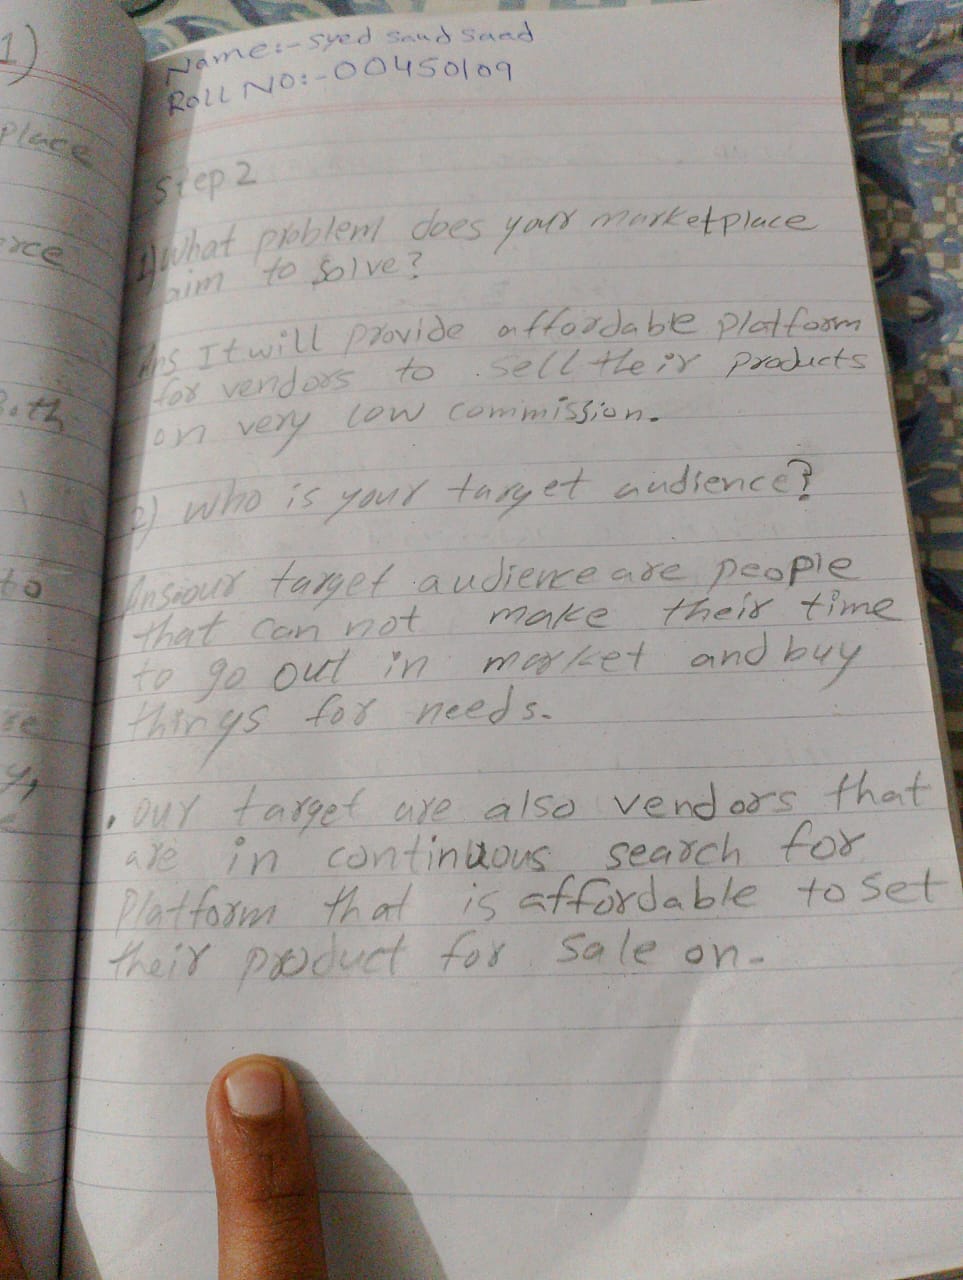 1)
place
rce
Both
to
se
y,
Name:- Syed Saud Saad
Roll NO:- 00450109
Step 2
1) What problem does your marketplace
aim to solve?
Ans It will provide affordable platform
for vendors to sell their products
on very low commission.
2) Who is your target audience?
Ans:our target audience are people
that can not make their time
to go out in market and buy
things for needs.
. our target are also vendors that
are in continuous search for
Platform that is affordable to set
their product for sale on.